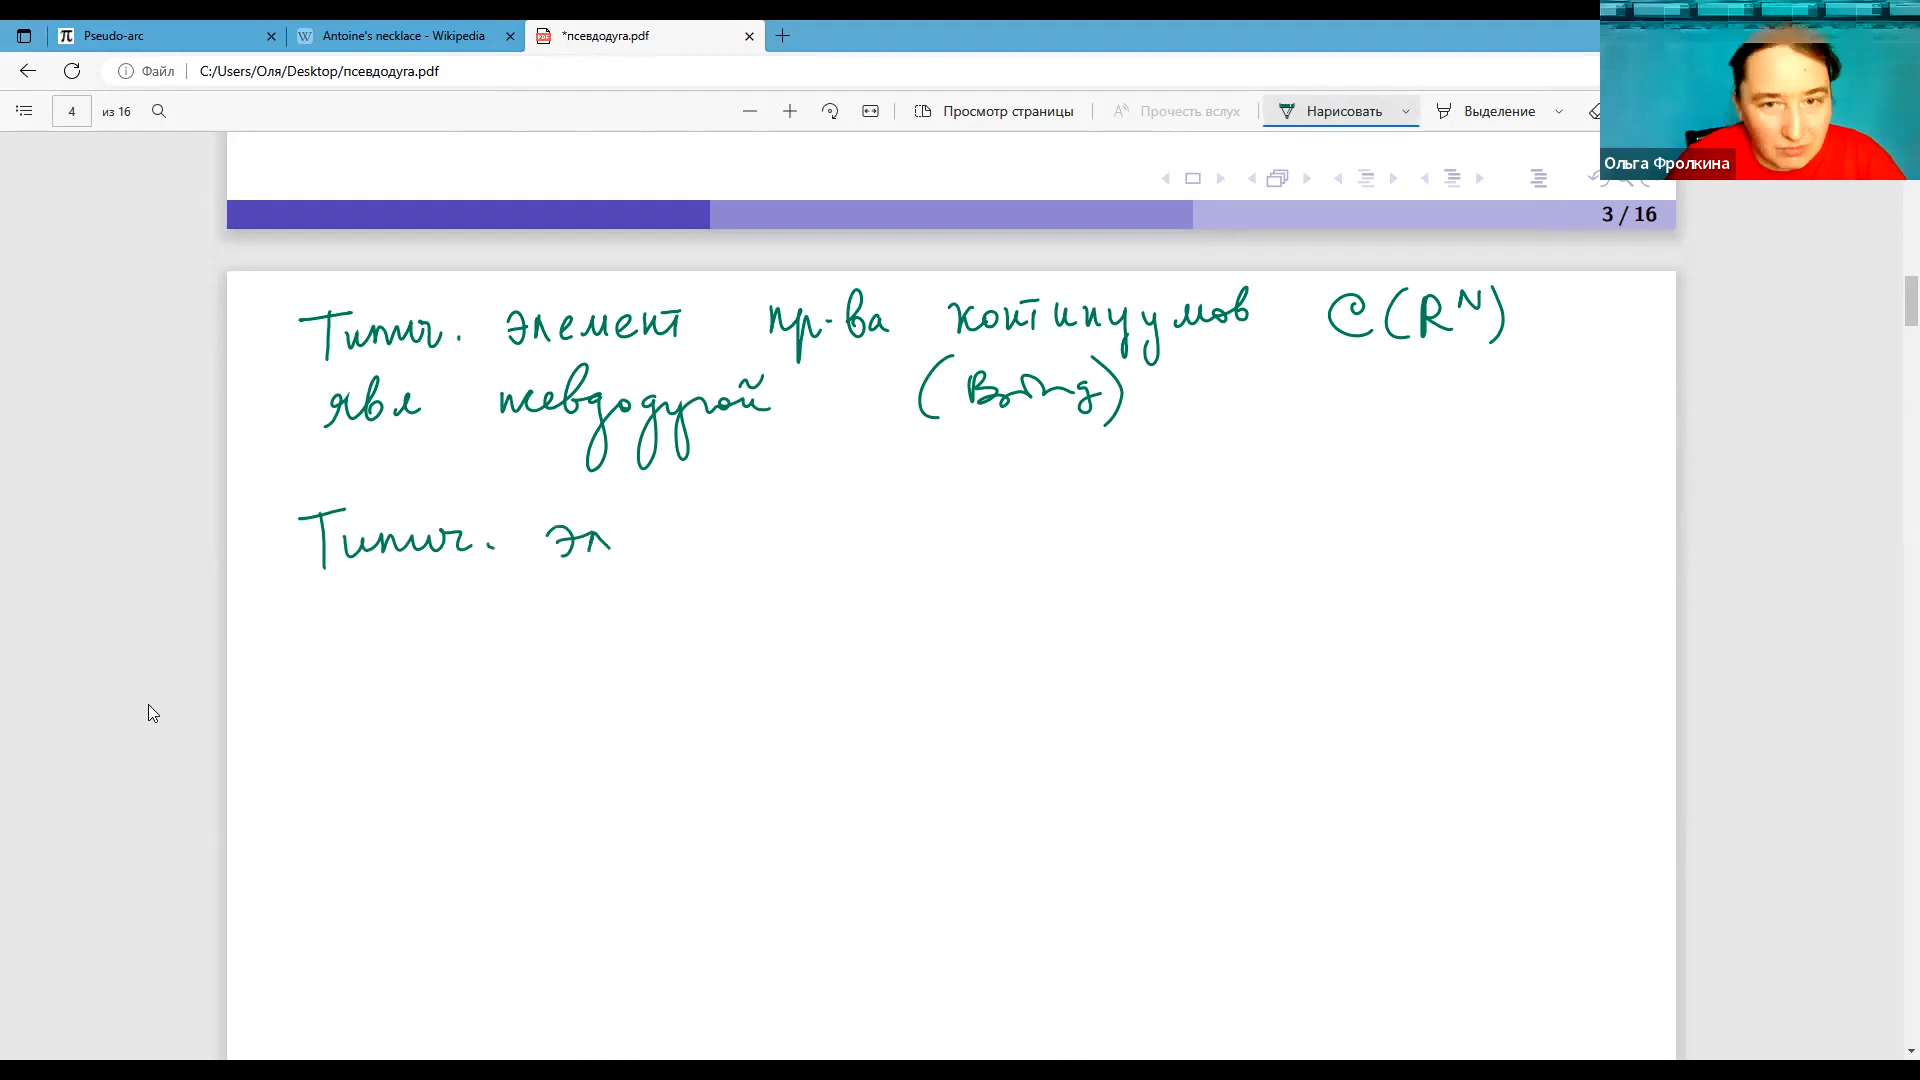 Pseudo-arc
Antoine's necklace - Wikipedia
*псевдодуга.pdf
Файл
C:/Users/Оля/Desktop/псевдодуга.pdf
4 из 16
Просмотр страницы
Прочесть вслух
Нарисовать
Выделение
Ольга Фролкина
3 / 16
Типич. элемент пр-ва континуумов C(R^N)
явл псевдодугой (Bing)
Типич. эл